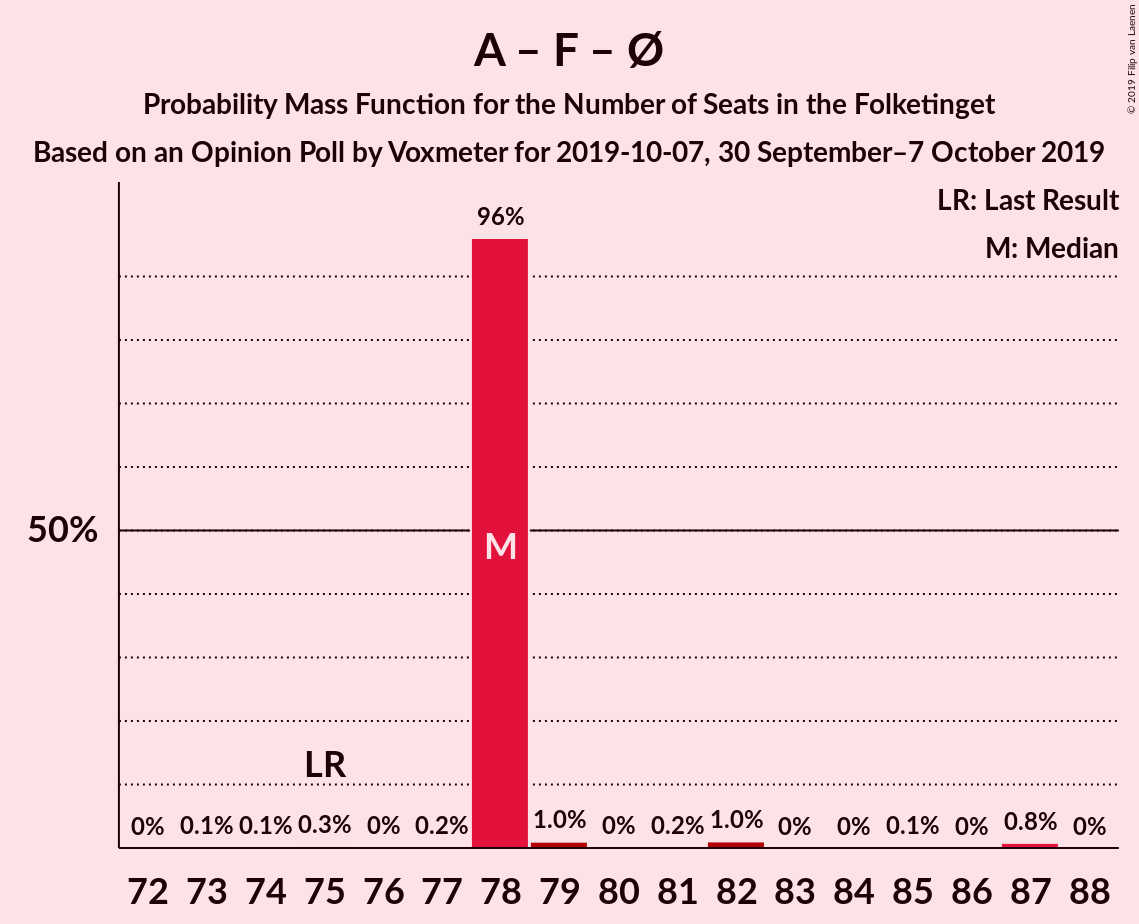 A – F – Ø
Probability Mass Function for the Number of Seats in the Folketinget
Based on an Opinion Poll by Voxmeter for 2019-10-07, 30 September–7 October 2019
© 2019 Filip van Laenen
LR: Last Result
M: Median
96%
50%
M
LR
0% 0.1% 0.1% 0.3% 0% 0.2% 1.0% 0% 0.2% 1.0% 0% 0% 0.1% 0% 0.8% 0%
72 73 74 75 76 77 78 79 80 81 82 83 84 85 86 87 88